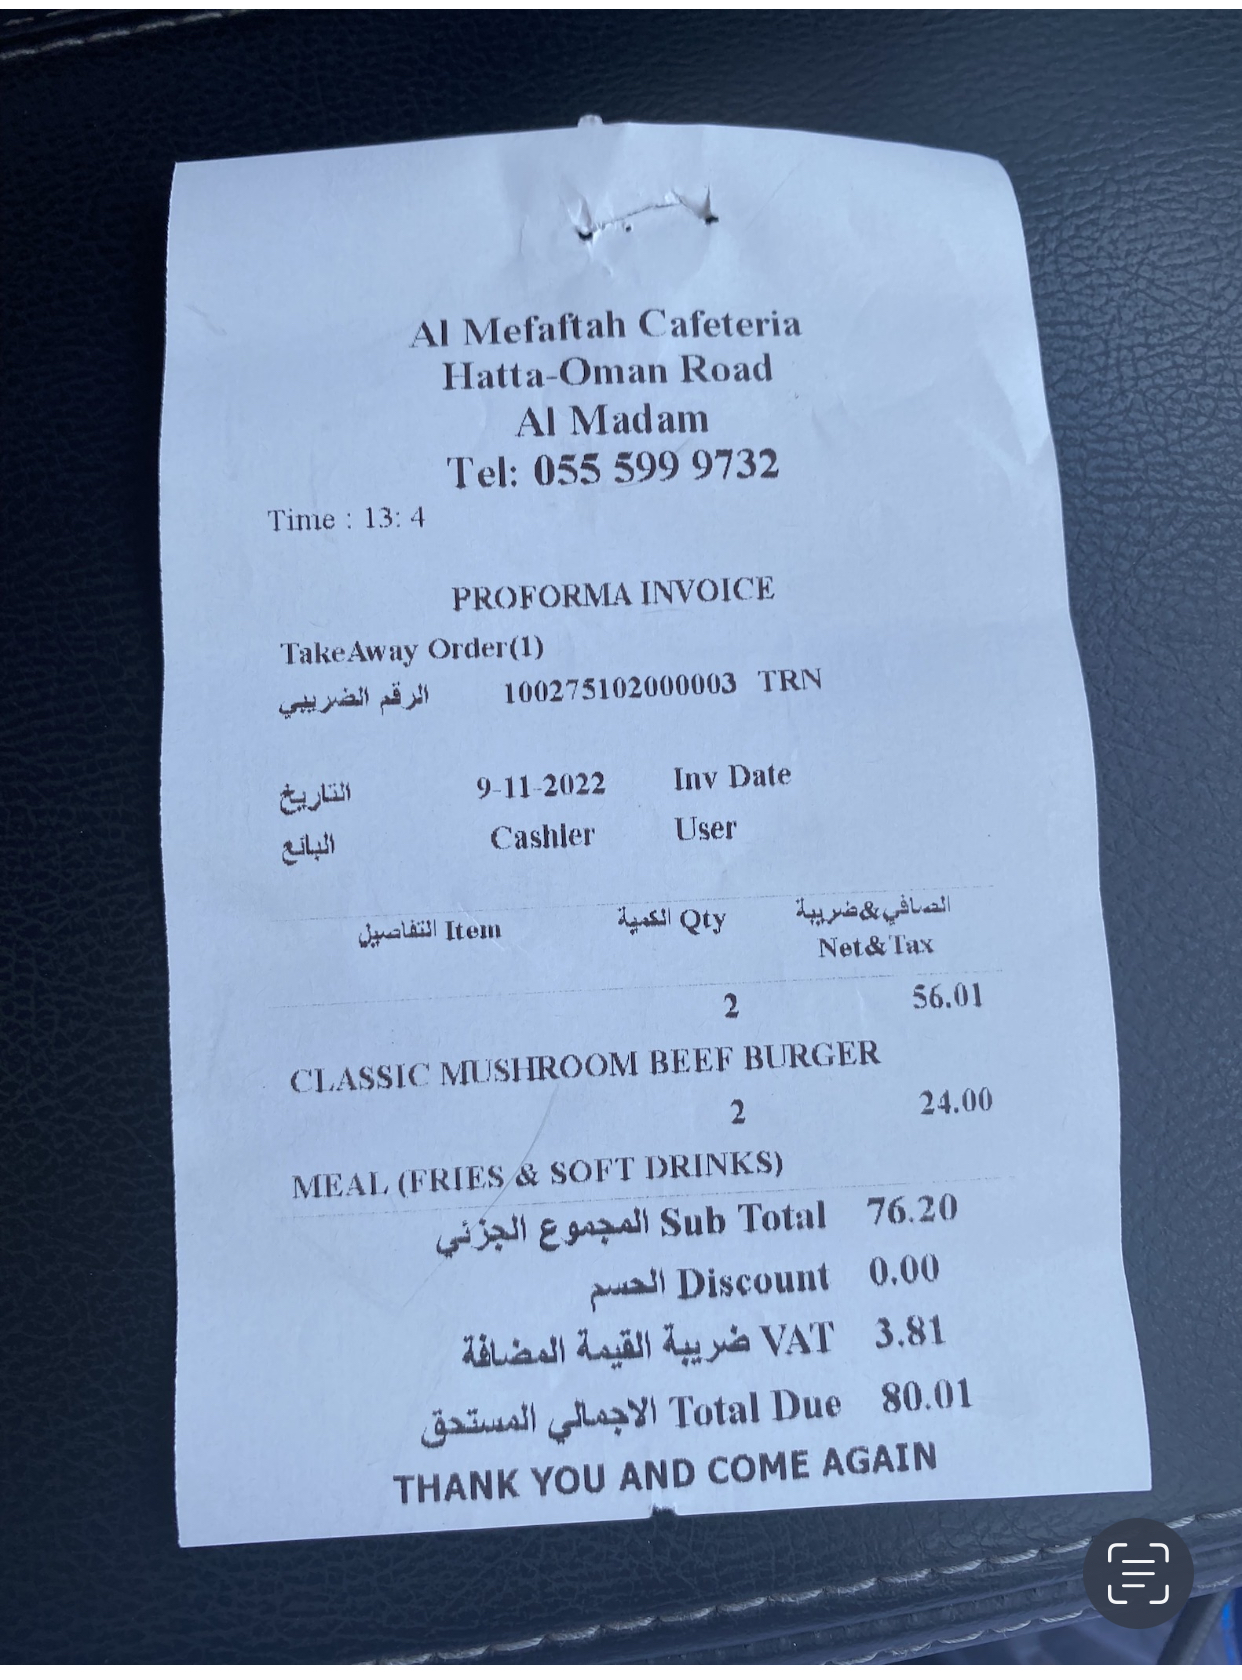 Al Mefaftah Cafeteria
Hatta-Oman Road
Al Madam
Tel: 055 599 9732
Time : 13: 4
PROFORMA INVOICE
TakeAway Order(1)
الرقم الضريبي 100275102000003 TRN
التاريخ 9-11-2022 Inv Date
البائع Cashier User
التفاصيل Item الكمية Qty الصافي&ضريبة
Net&Tax
2 56.01
CLASSIC MUSHROOM BEEF BURGER
2 24.00
MEAL (FRIES & SOFT DRINKS)
المجموع الجزئي Sub Total 76.20
الحسم Discount 0.00
ضريبة القيمة المضافة VAT 3.81
الاجمالي المستحق Total Due 80.01
THANK YOU AND COME AGAIN